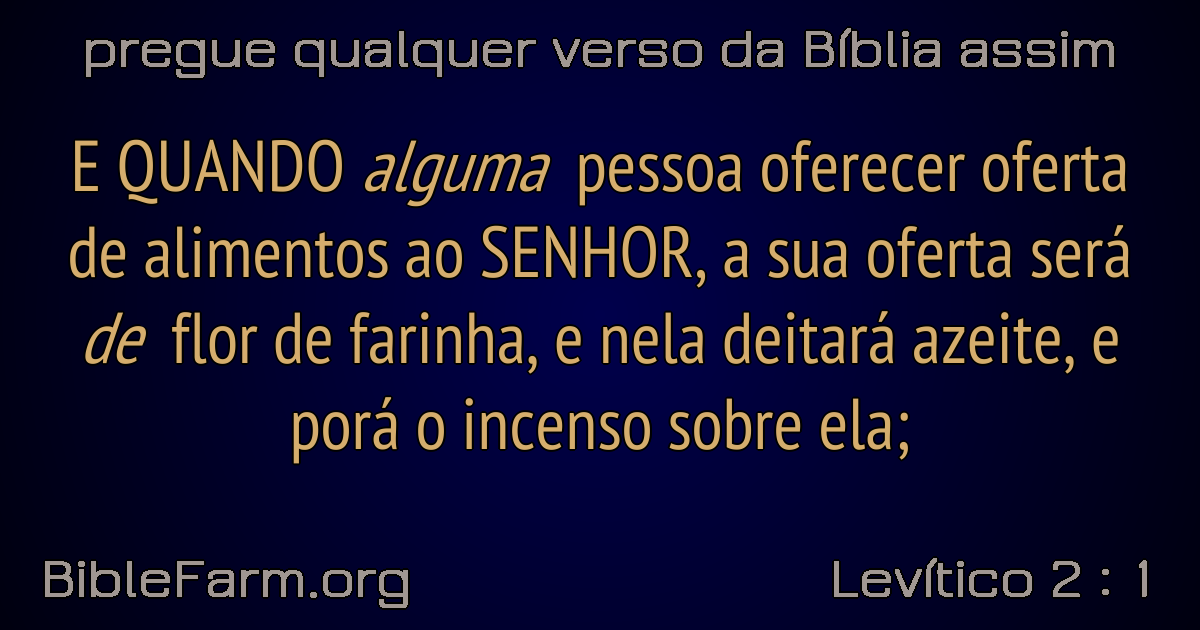 pregue qualquer verso da Bíblia assim
E QUANDO alguma pessoa oferecer oferta
de alimentos ao SENHOR, a sua oferta será
de flor de farinha, e nela deitará azeite, e
porá o incenso sobre ela;
BibleFarm.org
Levítico 2 : 1